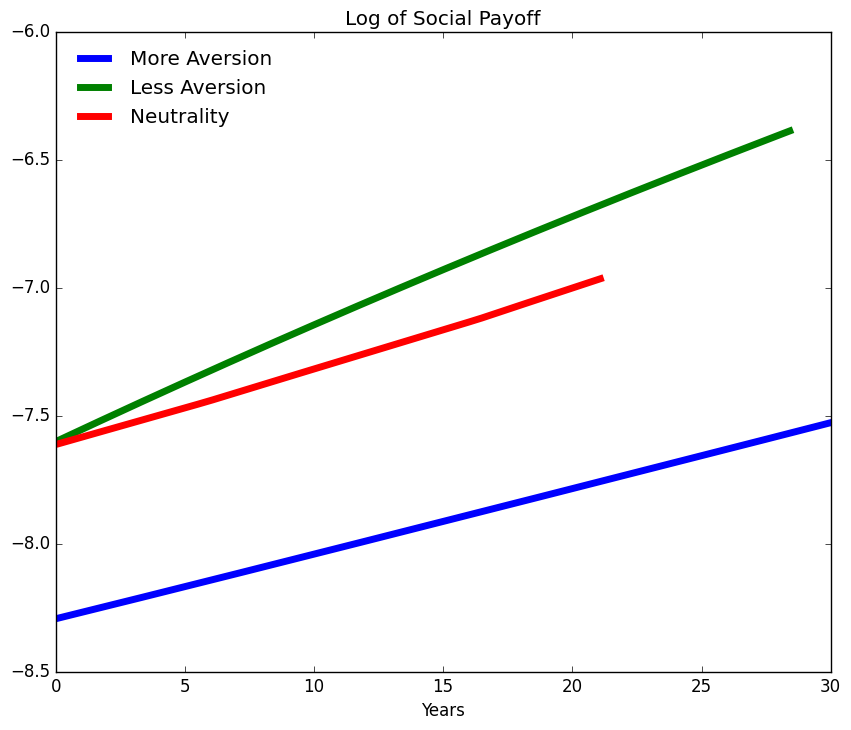 Log of Social Payoff
−6.0
More Aversion
Less Aversion
Neutrality
−6.5
−7.0
−7.5
−8.0
−8.5
0 5 10 15 20 25 30
Years